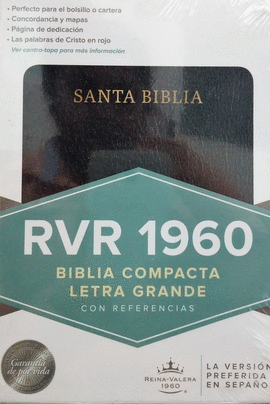 • Perfecto para el bolsillo o cartera
• Concordancia y mapas
• Página de dedicación
• Las palabras de Cristo en rojo
Ver contra-tapa para más información
SANTA BIBLIA
RVR 1960
BIBLIA COMPACTA
LETRA GRANDE
CON REFERENCIAS
Garantía
de por vida
REINA-VALERA
1960
LA VERSIÓN
PREFERIDA
EN SEPAÑO